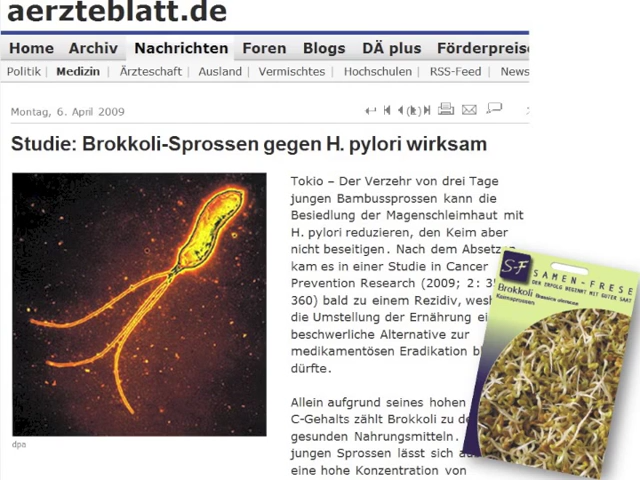 aerzteblatt.de
Home Archiv Nachrichten Foren Blogs DÄ plus Förderpreis
Politik | Medizin | Ärzteschaft | Ausland | Vermischtes | Hochschulen | RSS-Feed | News
Montag, 6. April 2009
Studie: Brokkoli-Sprossen gegen H. pylori wirksam
Tokio – Der Verzehr von drei Tage
jungen Bambussprossen kann die
Besiedlung der Magenschleimhaut mit
H. pylori reduzieren, den Keim aber
nicht beseitigen. Nach dem Absetzen
kam es in einer Studie in Cancer
Prevention Research (2009; 2:
360) bald zu einem Rezidiv,
die Umstellung der Ernährung
beschwerliche Alternative zur
medikamentösen Eradikation
dürfte.
Allein aufgrund seines hohen
C-Gehalts zählt Brokkoli zu
gesunden Nahrungsmitteln.
jungen Sprossen lässt sich
eine hohe Konzentration von
dpa
S-F SAMEN-FRESE
DER ERFOLG BEGINNT MIT GUTER SAAT
Brokkoli Brassica oleracea
Keimsprossen